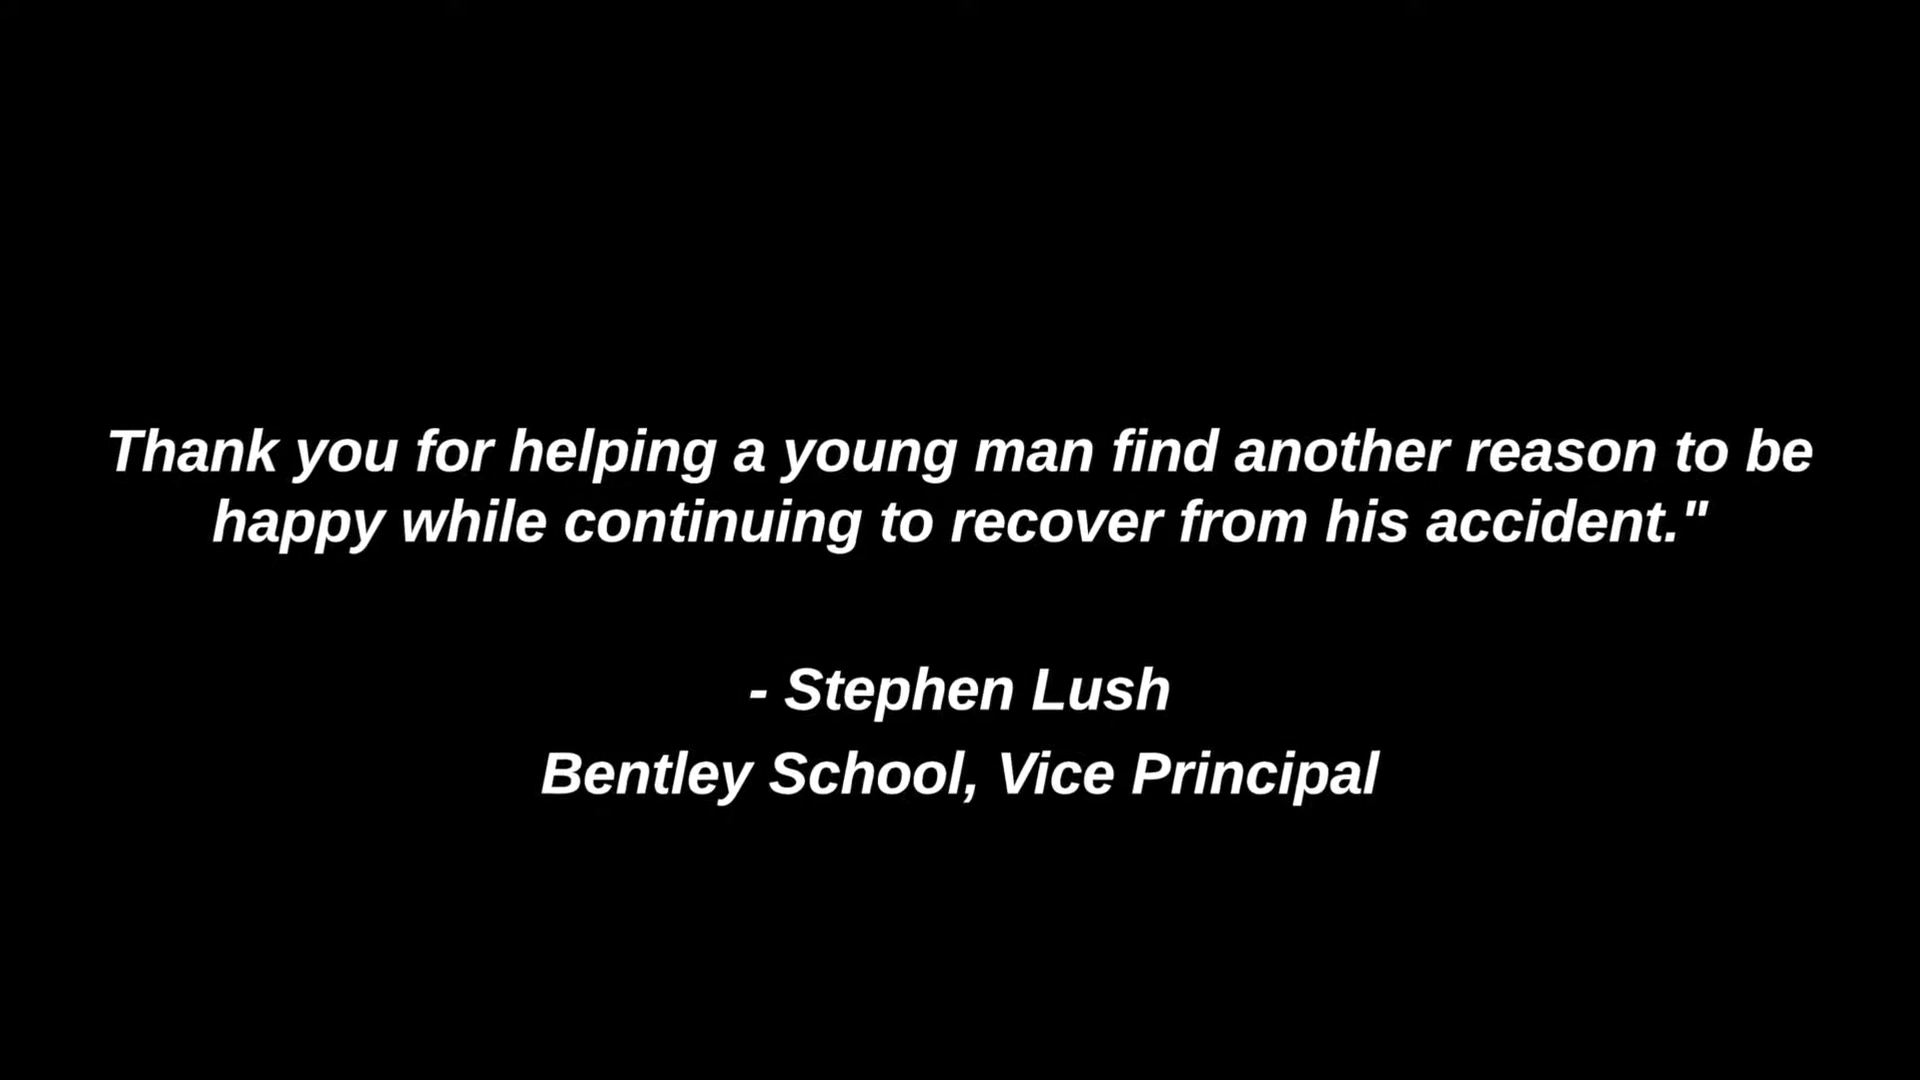 Thank you for helping a young man find another reason to be
happy while continuing to recover from his accident."
- Stephen Lush
Bentley School, Vice Principal